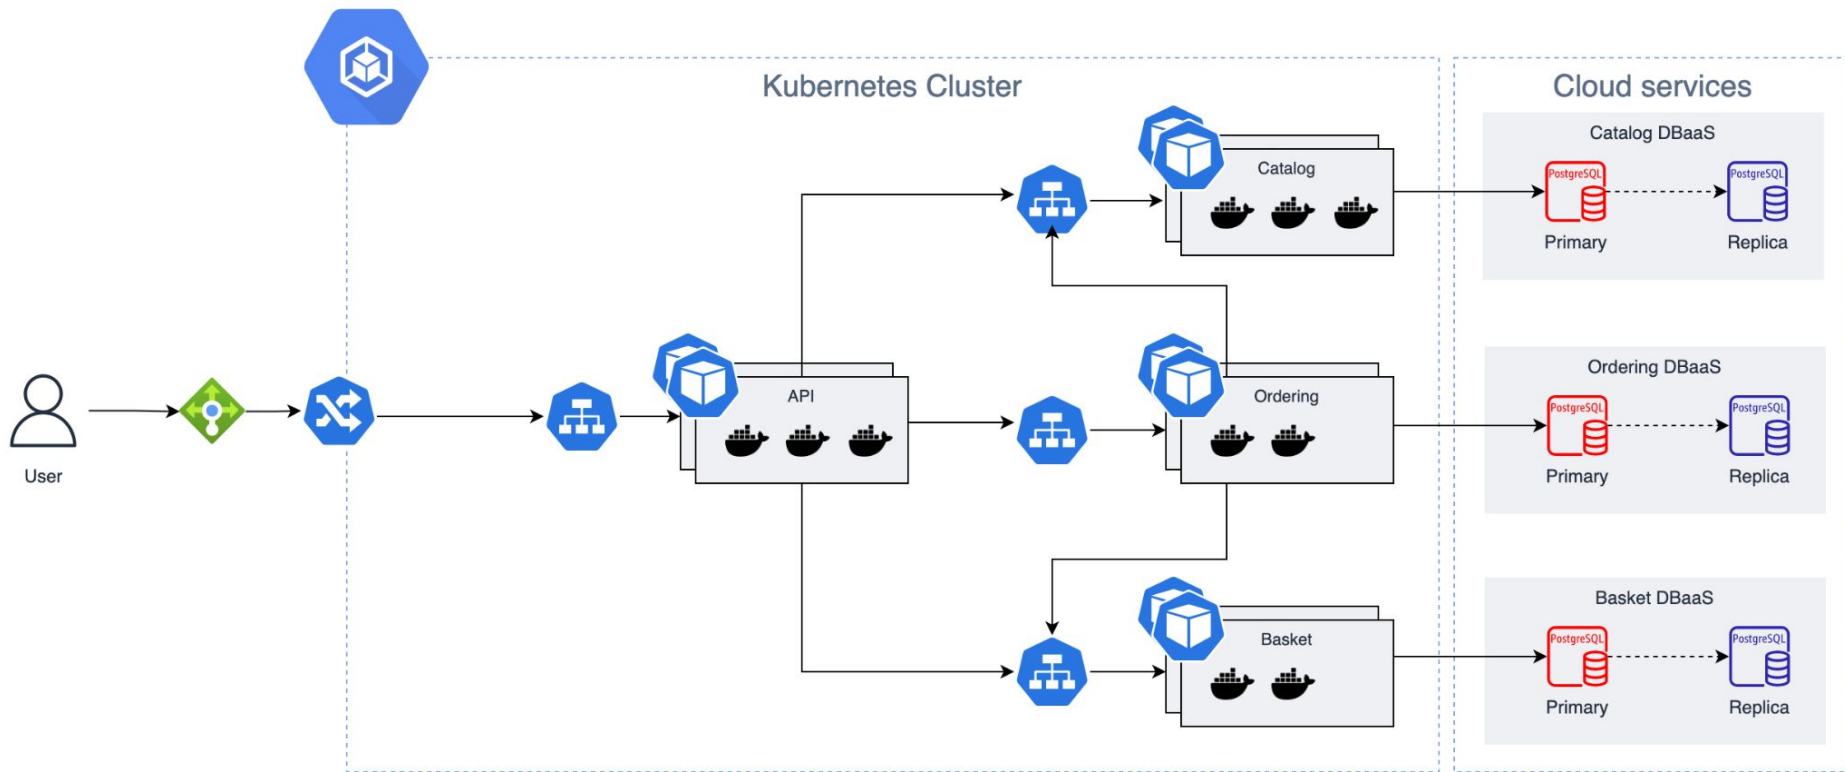 Kubernetes Cluster
Cloud services
Catalog DBaaS
PostgreSQL
PostgreSQL
Primary
Replica
Catalog
Ordering DBaaS
PostgreSQL
PostgreSQL
Primary
Replica
API
Ordering
User
Basket DBaaS
PostgreSQL
PostgreSQL
Primary
Replica
Basket